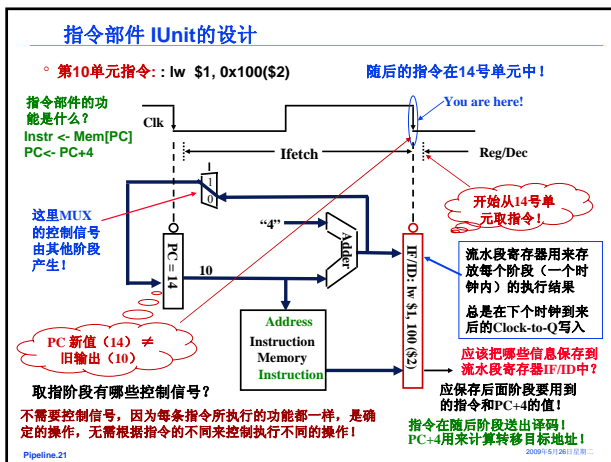 指令部件 IUnit的设计
° 第10单元指令: : lw $1, 0x100($2)
随后的指令在14号单元中！
指令部件的功
能是什么？
Instr <- Mem[PC]
PC<- PC+4
Clk
You are here!
Ifetch
Reg/Dec
1
0
这里MUX
的控制信号
由其他阶段
产生！
“4”
Adder
PC = 14
10
IF/ID: lw $1, 100 ($2)
开始从14号单
元取指令！
流水段寄存器用来存
放每个阶段（一个时
钟内）的执行结果
总是在下个时钟到来
后的Clock-to-Q写入
PC 新值（14） ≠
旧输出（10）
Address
Instruction
Memory
Instruction
应该把哪些信息保存到
流水段寄存器IF/ID中？
取指阶段有哪些控制信号？
应保存后面阶段要用到
的指令和PC+4的值！
不需要控制信号，因为每条指令所执行的功能都一样，是确
定的操作，无需根据指令的不同来控制执行不同的操作！
指令在随后阶段送出译码！
PC+4用来计算转移目标地址！
Pipeline.21
2009年5月26日星期二